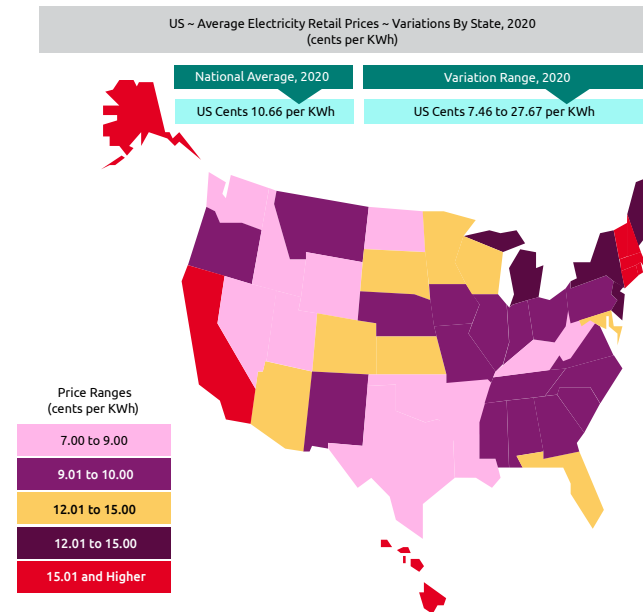 US ~ Average Electricity Retail Prices ~ Variations By State, 2020
(cents per KWh)
National Average, 2020
Variation Range, 2020
US Cents 10.66 per KWh
US Cents 7.46 to 27.67 per KWh
Price Ranges
(cents per KWh)
7.00 to 9.00
9.01 to 10.00
12.01 to 15.00
12.01 to 15.00
15.01 and Higher